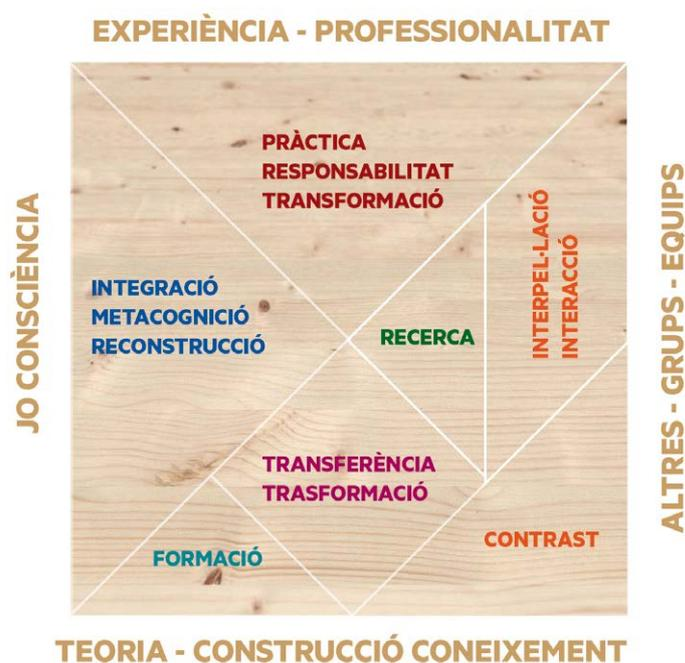 EXPERIÈNCIA - PROFESSIONALITAT
PRÀCTICA
RESPONSABILITAT
TRANSFORMACIÓ
JO CONSCIÈNCIA
INTEGRACIÓ
METACOGNICIÓ
RECONSTRUCCIÓ
RECERCA
INTERPEL·LACIÓ
INTERACCIÓ
ALTRES - GRUPS - EQUIPS
TRANSFERÈNCIA
TRASFORMACIÓ
CONTRAST
FORMACIÓ
TEORIA - CONSTRUCCIÓ CONEIXEMENT